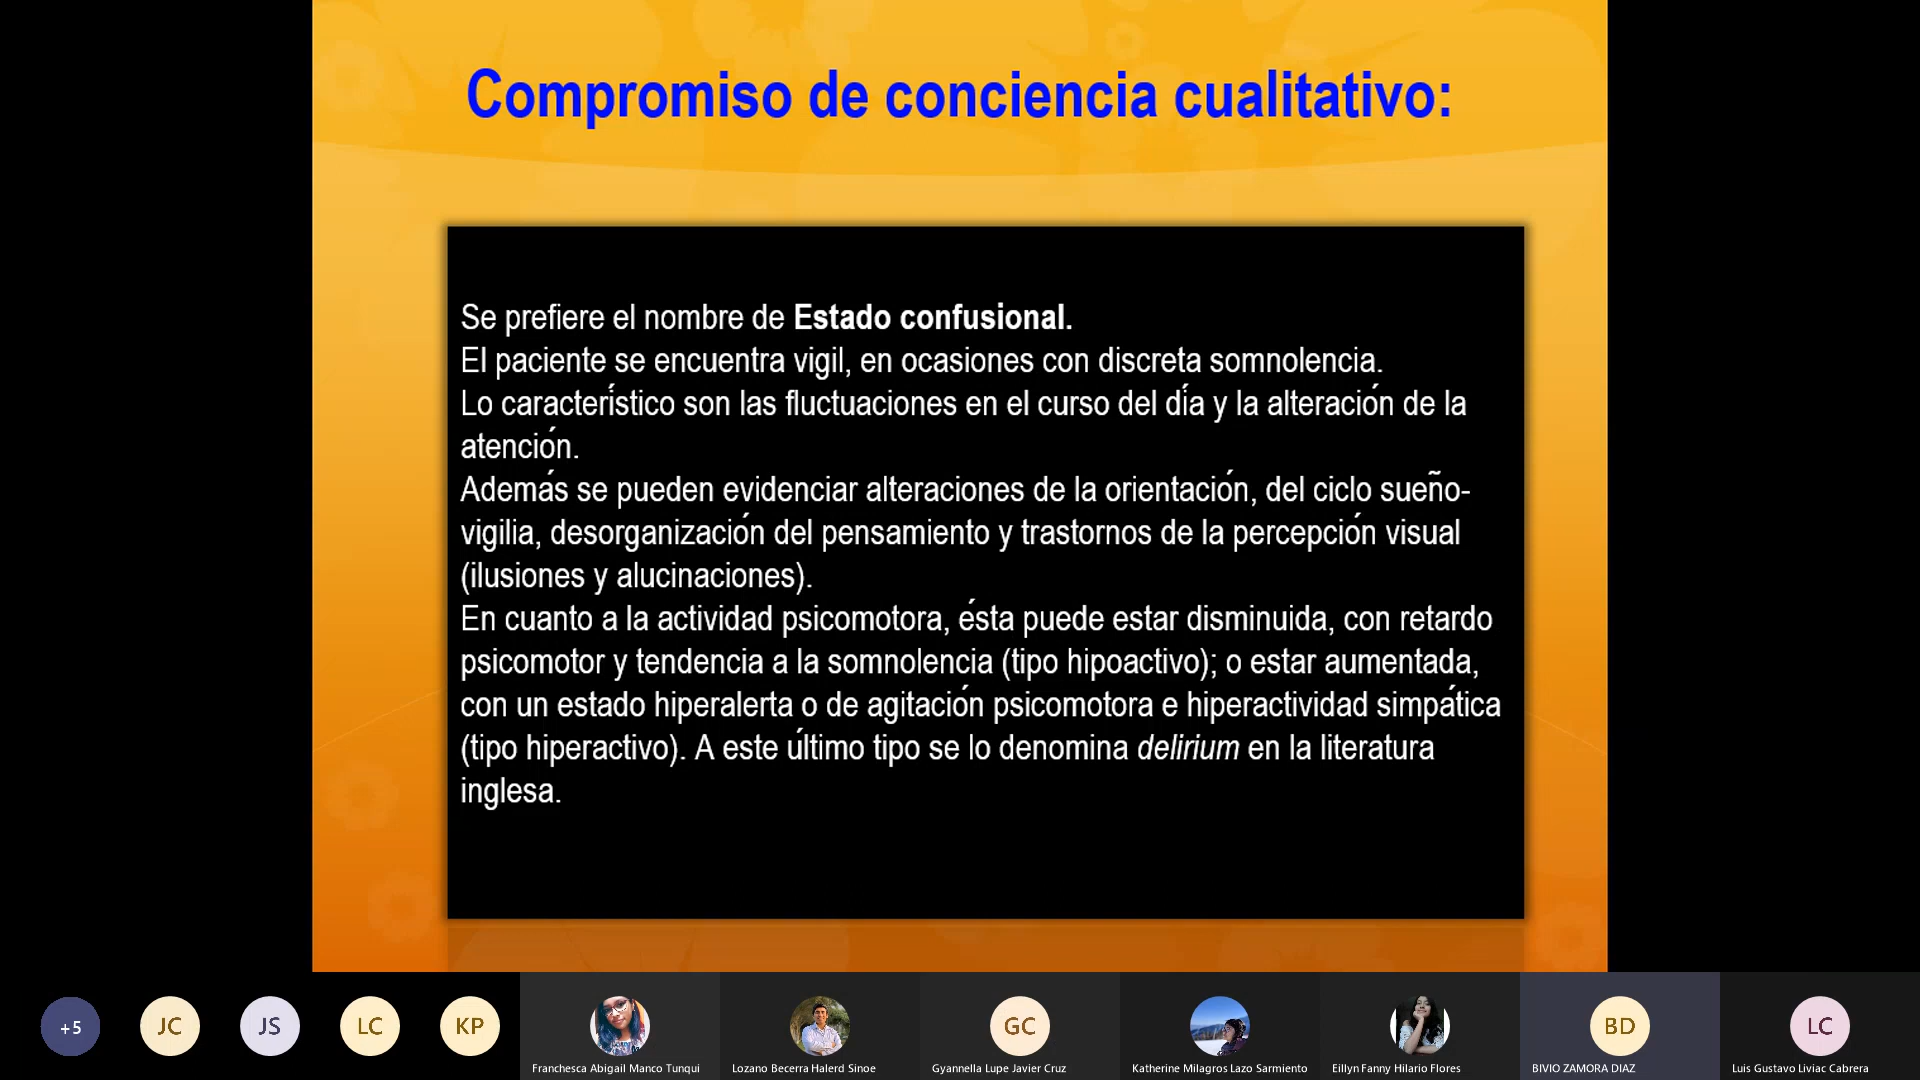 Compromiso de conciencia cualitativo:
Se prefiere el nombre de Estado confusional.
El paciente se encuentra vigil, en ocasiones con discreta somnolencia.
Lo característico son las fluctuaciones en el curso del día y la alteración de la
atención.
Además se pueden evidenciar alteraciones de la orientación, del ciclo sueño-
vigilia, desorganización del pensamiento y trastornos de la percepción visual
(ilusiones y alucinaciones).
En cuanto a la actividad psicomotora, ésta puede estar disminuida, con retardo
psicomotor y tendencia a la somnolencia (tipo hipoactivo); o estar aumentada,
con un estado hiperalerta o de agitación psicomotora e hiperactividad simpática
(tipo hiperactivo). A este último tipo se lo denomina delirium en la literatura
inglesa.
+5 JC JS LC KP GC BD LC
Franchesca Abigail Manco Tunqui Lozano Becerra Halerd Sinoe Gyannella Lupe Javier Cruz Katherine Milagros Lazo Sarmiento Eillyn Fanny Hilario Flores BIVIO ZAMORA DIAZ Luis Gustavo Liviac Cabrera